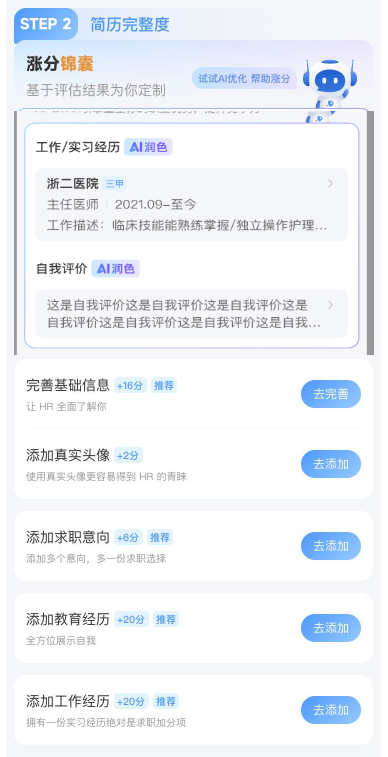 STEP 2 简历完整度
涨分锦囊
基于评估结果为你定制
试试AI优化 帮助涨分
工作/实习经历 AI润色
浙二医院 三甲
主任医师 | 2021.09-至今
工作描述：临床技能能熟练掌握/独立操作护理...
自我评价 AI润色
这是自我评价这是自我评价这是自我评价这是
自我评价这是自我评价这是自我评价这是自我...
完善基础信息 +16分 推荐
让 HR 全面了解你
去完善
添加真实头像 +2分
使用真实头像更容易得到 HR 的青睐
去添加
添加求职意向 +6分 推荐
添加多个意向，多一份求职选择
去添加
添加教育经历 +20分 推荐
全方位展示自我
去添加
添加工作经历 +20分 推荐
拥有一份实习经历绝对是求职加分项
去添加